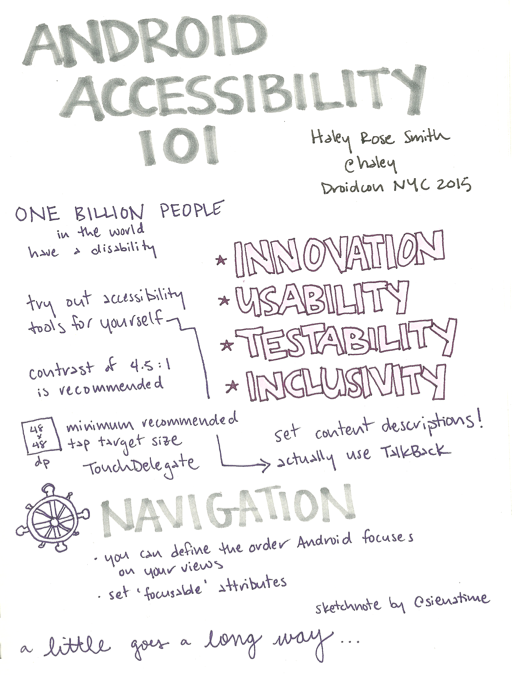 ANDROID
ACCESSIBILITY
101
Haley Rose Smith
@haley
Droidcon NYC 2015
ONE BILLION PEOPLE
in the world
have a disability
★ INNOVATION
★ USABILITY
★ TESTABILITY
★ INCLUSIVITY
try out accessibility
tools for yourself
contrast of 4.5:1
is recommended
48
x
48
dp
minimum recommended
tap target size
TouchDelegate
set content descriptions!
actually use TalkBack
NAVIGATION
• you can define the order Android focuses
on your views
• set 'focusable' attributes
sketchnote by @sienatime
a little goes a long way...